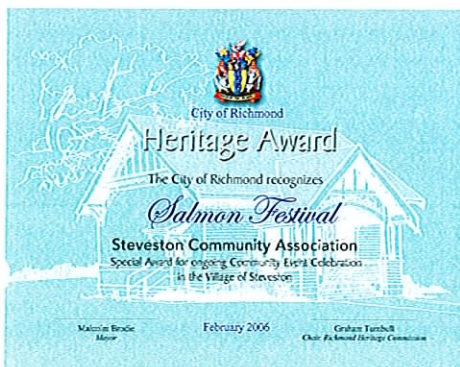 City of Richmond
Heritage Award
The City of Richmond recognizes
Salmon Festival
Steveston Community Association
Special Award for ongoing Community Event Celebration
in the Village of Steveston
Malcolm Brodie
Mayor
February 2006
Graham Turnbull
Chair Richmond Heritage Commission